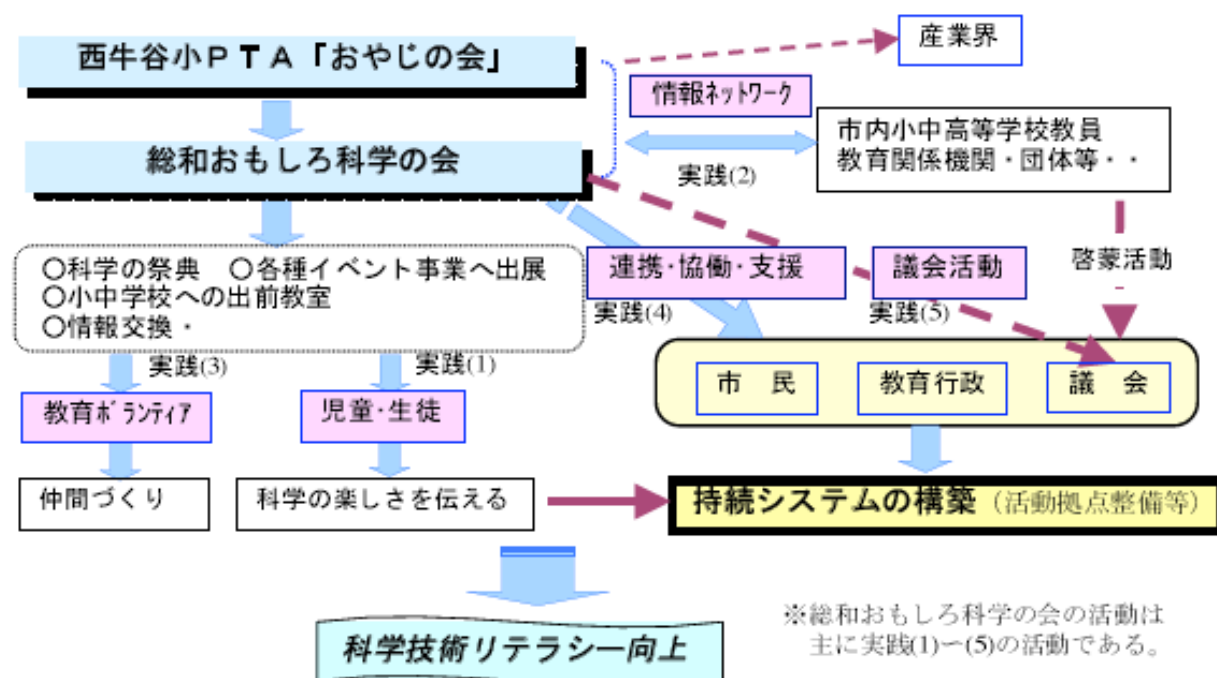 西牛谷小PTA「おやじの会」
産業界
情報ネットワーク
市内小中高等学校教員
教育関係機関・団体等・・
総和おもしろ科学の会
実践(2)
○科学の祭典 ○各種イベント事業へ出展
○小中学校への出前教室
○情報交換・
連携・協働・支援
議会活動
啓蒙活動
実践(4)
実践(5)
実践(3)
実践(1)
市 民
教育行政
議 会
教育ボランティア
児童・生徒
仲間づくり
科学の楽しさを伝える
持続システムの構築（活動拠点整備等）
※総和おもしろ科学の会の活動は
主に実践(1)ー(5)の活動である。
科学技術リテラシー向上